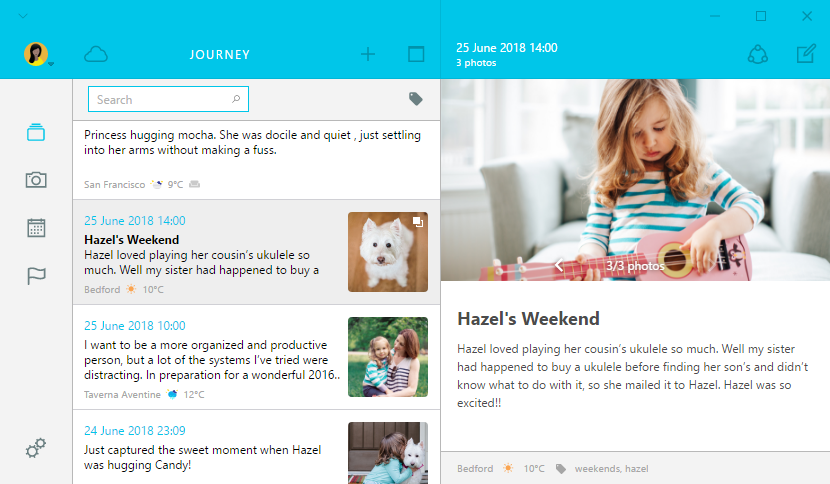 JOURNEY
25 June 2018 14:00
3 photos
Search
Princess hugging mocha. She was docile and quiet , just settling
into her arms without making a fuss.
San Francisco 9°C
25 June 2018 14:00
Hazel's Weekend
Hazel loved playing her cousin’s ukulele so
much. Well my sister had happened to buy a
Bedford 10°C
25 June 2018 10:00
I want to be a more organized and productive
person, but a lot of the systems I’ve tried were
distracting. In preparation for a wonderful 2016..
Taverna Aventine 12°C
24 June 2018 23:09
Just captured the sweet moment when Hazel
was hugging Candy!
3/3 photos
Hazel's Weekend
Hazel loved playing her cousin’s ukulele so much. Well my sister
had happened to buy a ukulele before finding her son’s and didn’t
know what to do with it, so she mailed it to Hazel. Hazel was so
excited!!
Bedford 10°C weekends, hazel